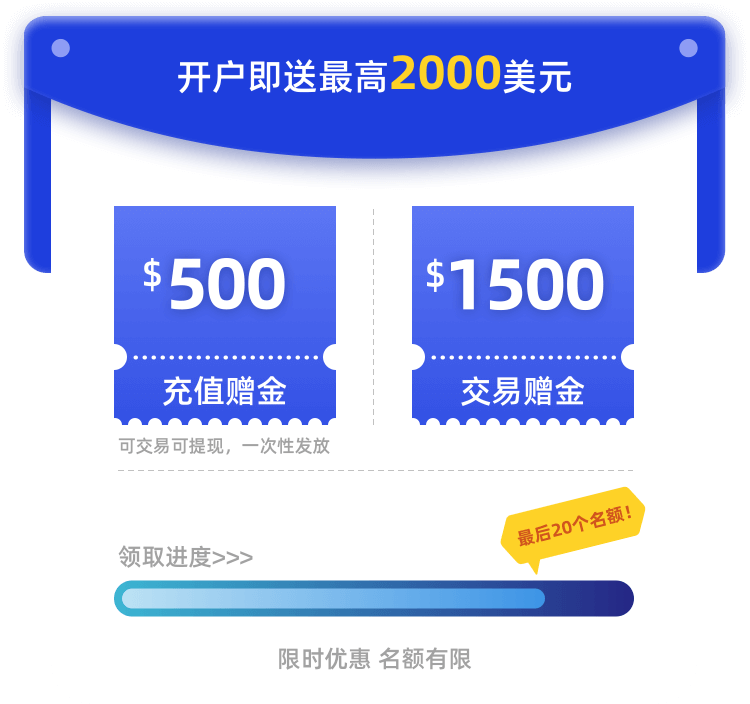 开户即送最高2000美元
$500
充值赠金
可交易可提现，一次性发放
$1500
交易赠金
最后20个名额！
领取进度>>>
限时优惠 名额有限